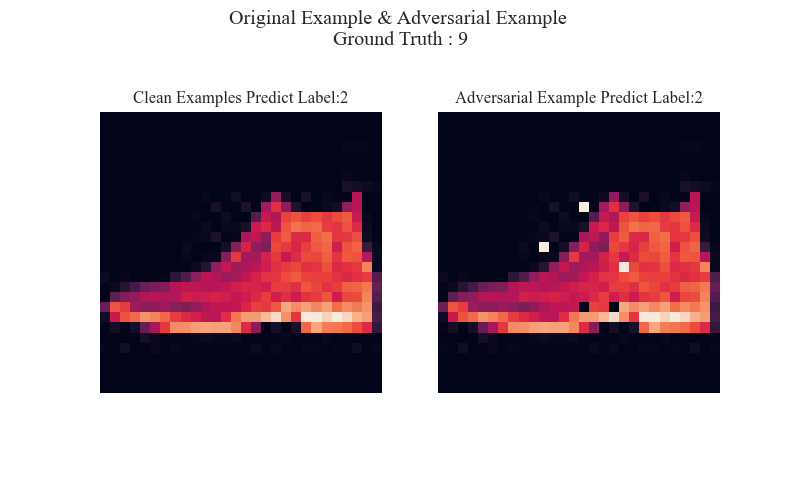 Original Example & Adversarial Example
Ground Truth : 9
Clean Examples Predict Label:2
Adversarial Example Predict Label:2